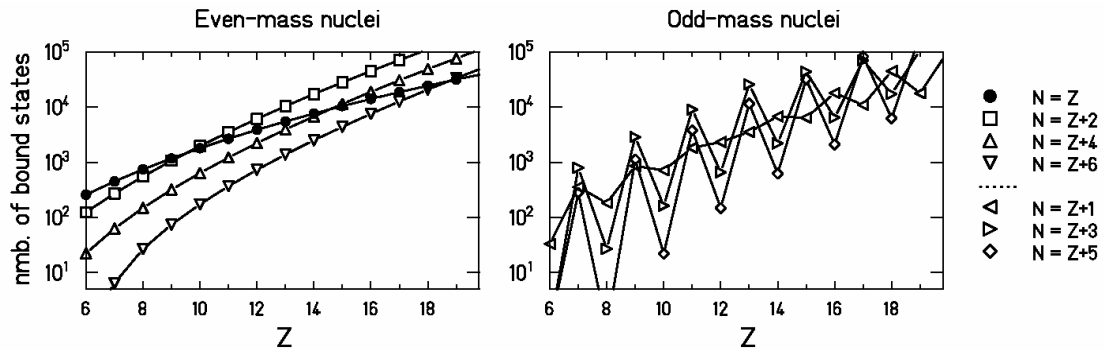 Even-mass nuclei
Odd-mass nuclei
nmb. of bound states
10^5
10^4
10^3
10^2
10^1
6 8 10 12 14 16 18
Z
10^5
10^4
10^3
10^2
10^1
6 8 10 12 14 16 18
Z
N = Z
N = Z+2
N = Z+4
N = Z+6
N = Z+1
N = Z+3
N = Z+5